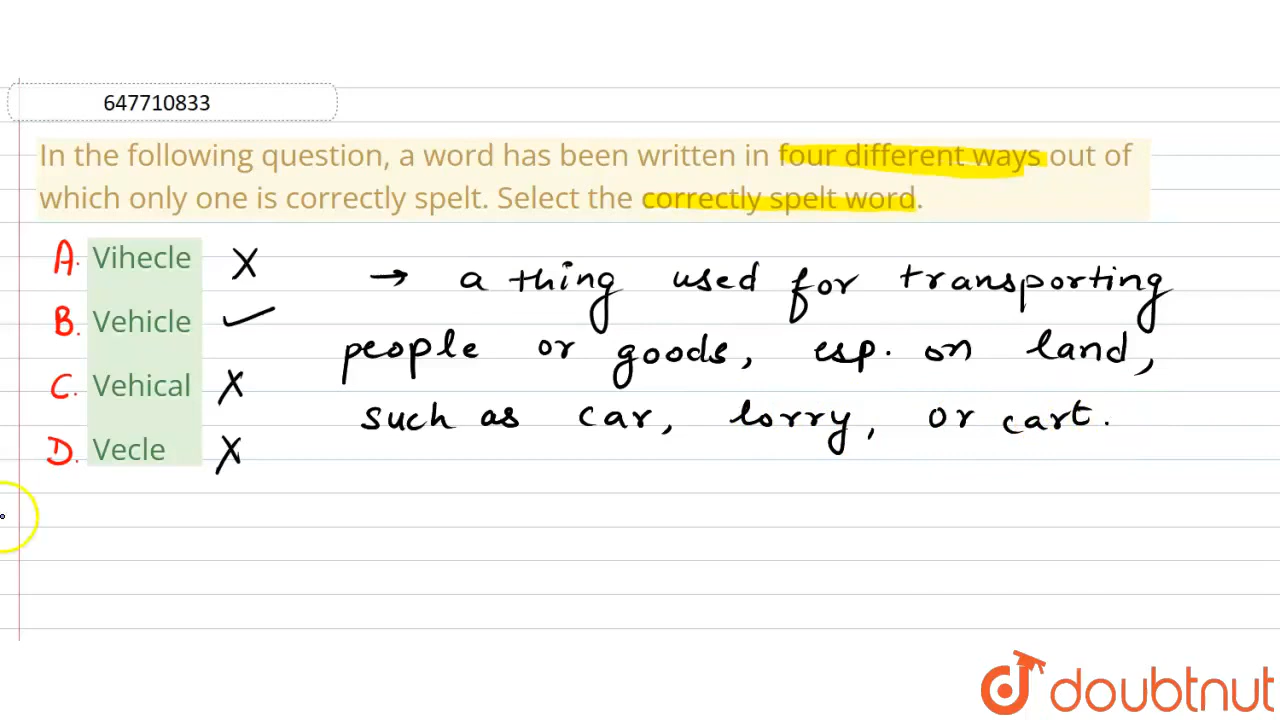 647710833
In the following question, a word has been written in four different ways out of
which only one is correctly spelt. Select the correctly spelt word.
A. Vihecle X
B. Vehicle ✓
C. Vehical X
D. Vecle X
→ a thing used for transporting
people or goods, esp. on land,
such as car, lorry, or cart.
doubtnut